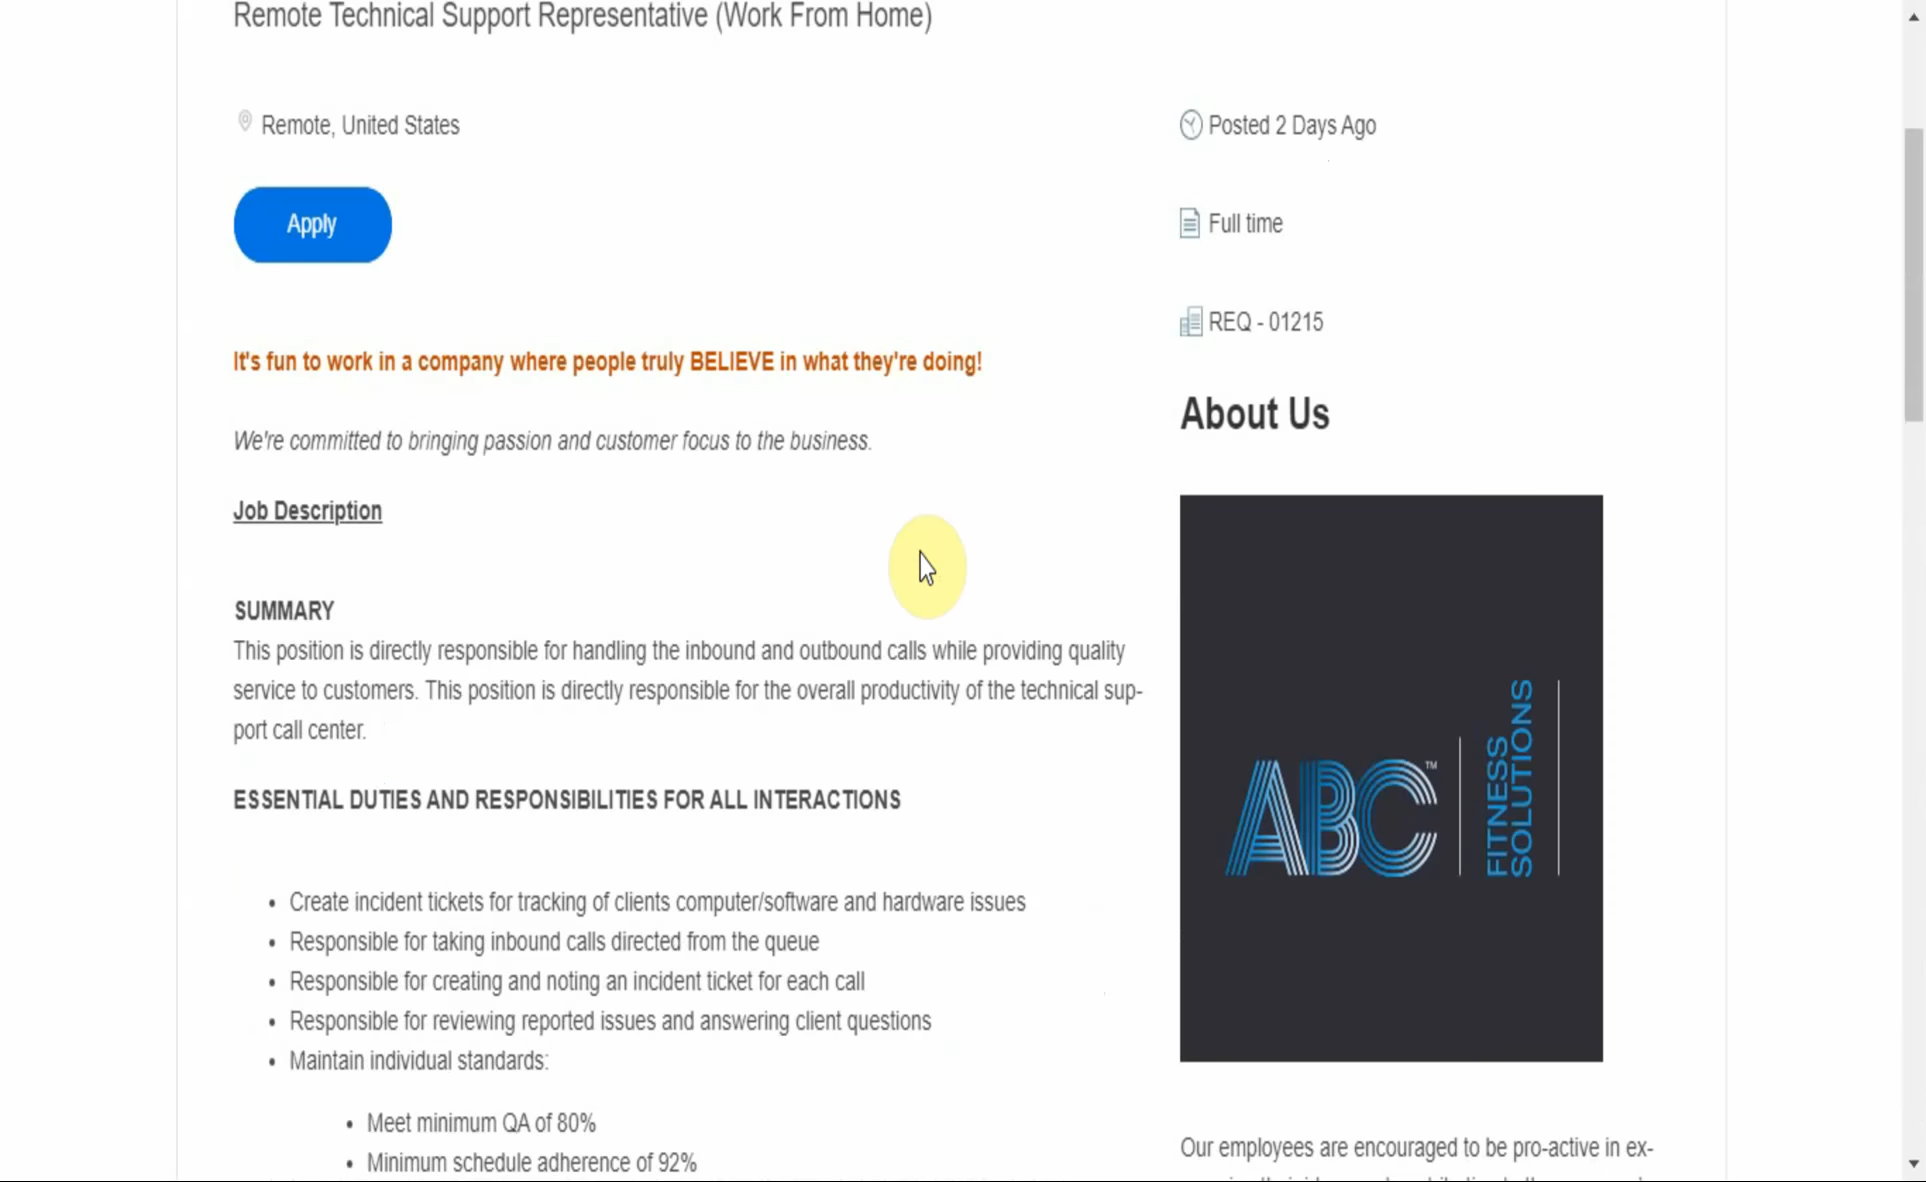 Remote Technical Support Representative (Work From Home)
Remote, United States
Apply
It's fun to work in a company where people truly BELIEVE in what they're doing!
We're committed to bringing passion and customer focus to the business.
Job Description
SUMMARY
This position is directly responsible for handling the inbound and outbound calls while providing quality
service to customers. This position is directly responsible for the overall productivity of the technical sup-
port call center.
ESSENTIAL DUTIES AND RESPONSIBILITIES FOR ALL INTERACTIONS
• Create incident tickets for tracking of clients computer/software and hardware issues
• Responsible for taking inbound calls directed from the queue
• Responsible for creating and noting an incident ticket for each call
• Responsible for reviewing reported issues and answering client questions
• Maintain individual standards:
• Meet minimum QA of 80%
• Minimum schedule adherence of 92%
Posted 2 Days Ago
Full time
REQ - 01215
About Us
ABC™
FITNESS
SOLUTIONS
Our employees are encouraged to be pro-active in ex-